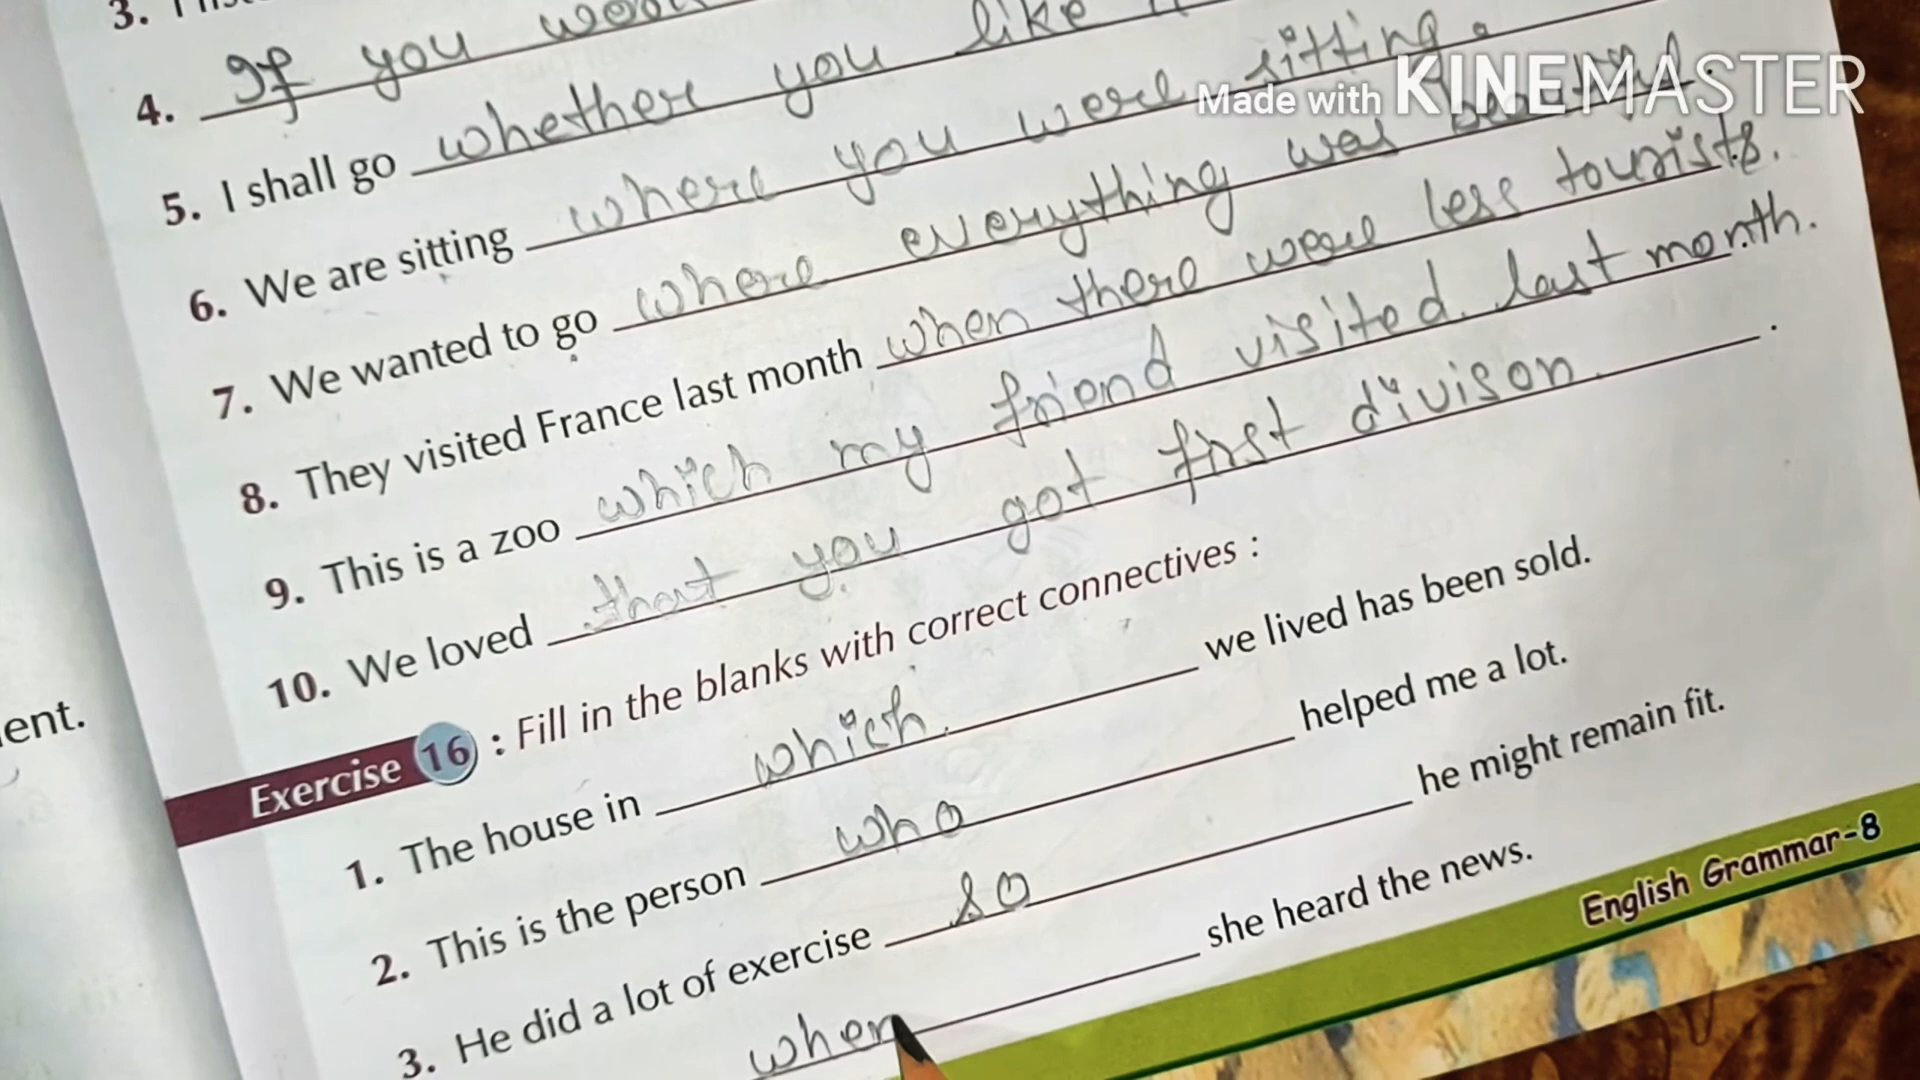 3.
4. If you
5. I shall go whether you like
6. We are sitting where you were sitting.
7. We wanted to go where everything was
8. They visited France last month when there were less tourists.
9. This is a zoo which my friend visited last month.
10. We loved that you got first divison.
Exercise 16 : Fill in the blanks with correct connectives :
1. The house in which we lived has been sold.
2. This is the person who helped me a lot.
3. He did a lot of exercise so he might remain fit.
when she heard the news.
English Grammar-8
ent.
Made with KINEMASTER